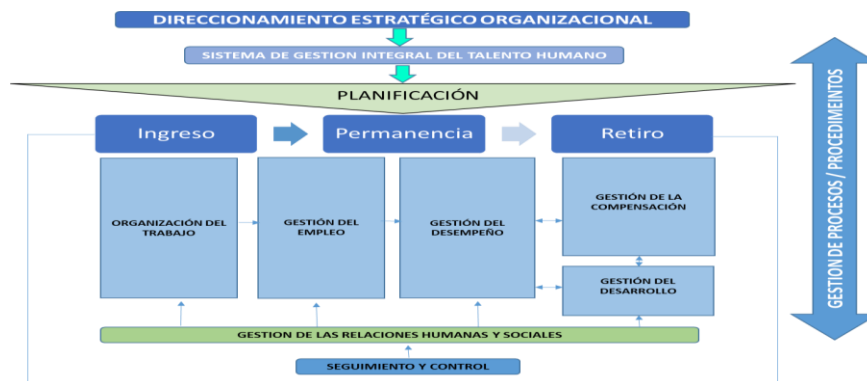 DIRECCIONAMIENTO ESTRATÉGICO ORGANIZACIONAL
SISTEMA DE GESTION INTEGRAL DEL TALENTO HUMANO
PLANIFICACIÓN
Ingreso
Permanencia
Retiro
ORGANIZACIÓN DEL
TRABAJO
GESTIÓN DEL
EMPLEO
GESTIÓN DEL
DESEMPEÑO
GESTIÓN DE LA
COMPENSACIÓN
GESTIÓN DEL
DESARROLLO
GESTION DE LAS RELACIONES HUMANAS Y SOCIALES
SEGUIMIENTO Y CONTROL
GESTION DE PROCESOS / PROCEDIMEINTOS